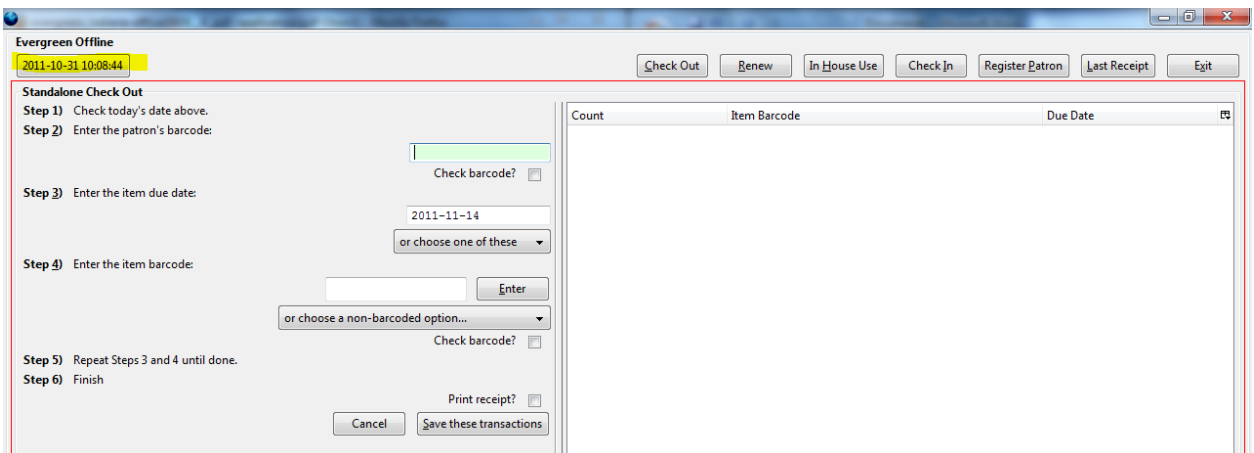 Evergreen Offline
2011-10-31 10:08:44 Check Out Renew In House Use Check In Register Patron Last Receipt Exit
Standalone Check Out
Step 1) Check today's date above.
Step 2) Enter the patron's barcode:
Check barcode?
Step 3) Enter the item due date:
2011-11-14
or choose one of these
Step 4) Enter the item barcode:
Enter
or choose a non-barcoded option...
Check barcode?
Step 5) Repeat Steps 3 and 4 until done.
Step 6) Finish
Print receipt?
Cancel Save these transactions
Count Item Barcode Due Date